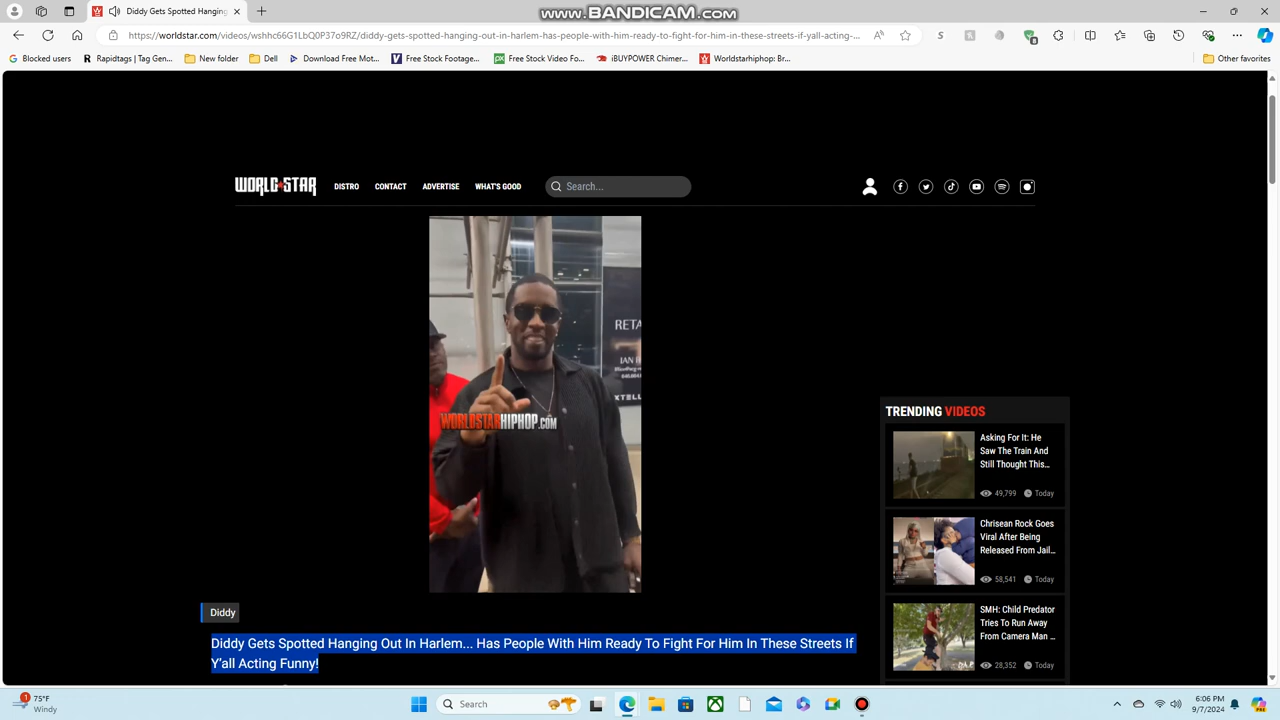 www.BANDICAM.com
Diddy Gets Spotted Hanging
https://worldstar.com/videos/wshhc66G1LbQ0P37o9RZ/diddy-gets-spotted-hanging-out-in-harlem-has-people-with-him-ready-to-fight-for-him-in-these-streets-if-yall-acting-...
Blocked users
Rapidtags | Tag Gen...
New folder
Dell
Download Free Mot...
Free Stock Footage...
Free Stock Video Fo...
iBUYPOWER Chimer...
Worldstarhiphop: Br...
Other favorites
WORLDSTAR
DISTRO
CONTACT
ADVERTISE
WHAT'S GOOD
Search...
RETA
IAN
XTELL
WORLDSTARHIPHOP.COM
TRENDING VIDEOS
Asking For It: He
Saw The Train And
Still Thought This...
49,799 Today
Chrisean Rock Goes
Viral After Being
Released From Jail...
58,541 Today
SMH: Child Predator
Tries To Run Away
From Camera Man ...
28,352 Today
Diddy
Diddy Gets Spotted Hanging Out In Harlem... Has People With Him Ready To Fight For Him In These Streets If
Y'all Acting Funny!
1
75°F
Windy
Search
6:06 PM
9/7/2024